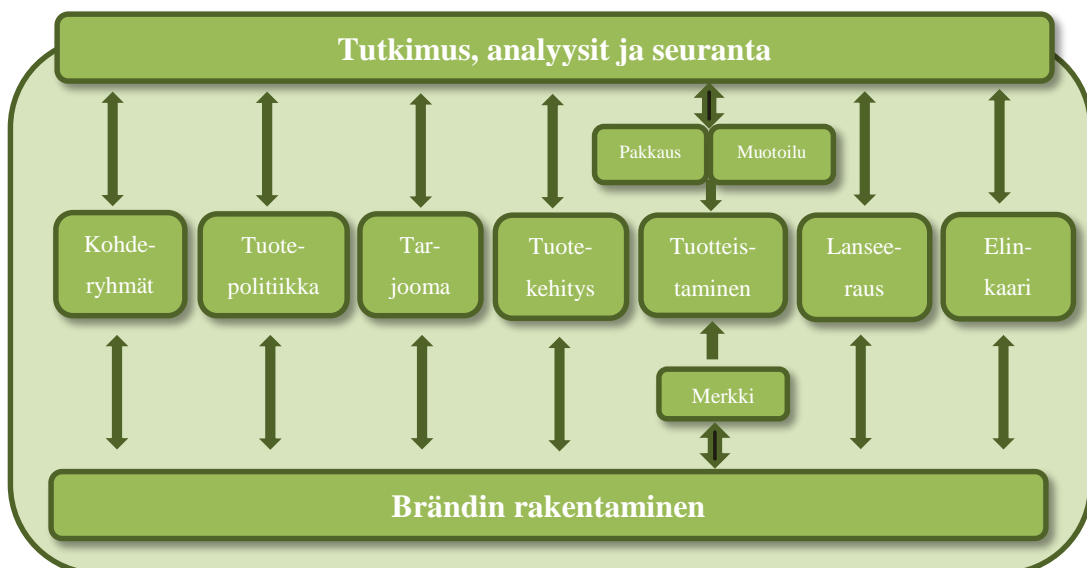 Tutkimus, analyysit ja seuranta
Pakkaus
Muotoilu
Kohde-
ryhmät
Tuote-
politiikka
Tar-
jooma
Tuote-
kehitys
Tuotteis-
taminen
Lansee-
raus
Elin-
kaari
Merkki
Brändin rakentaminen